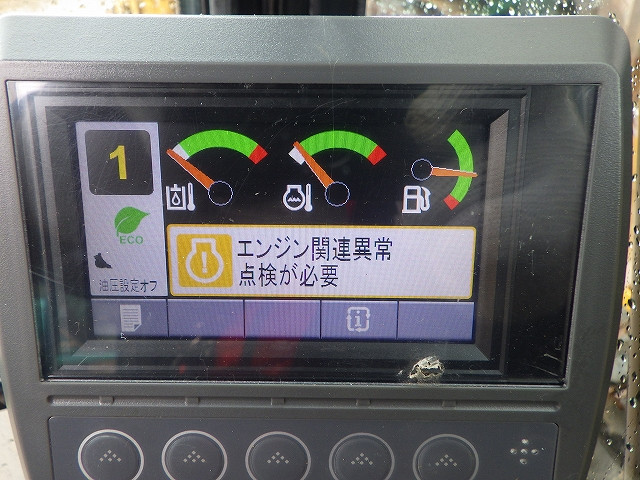 1
ECO
エンジン関連異常
点検が必要
油圧設定オフ